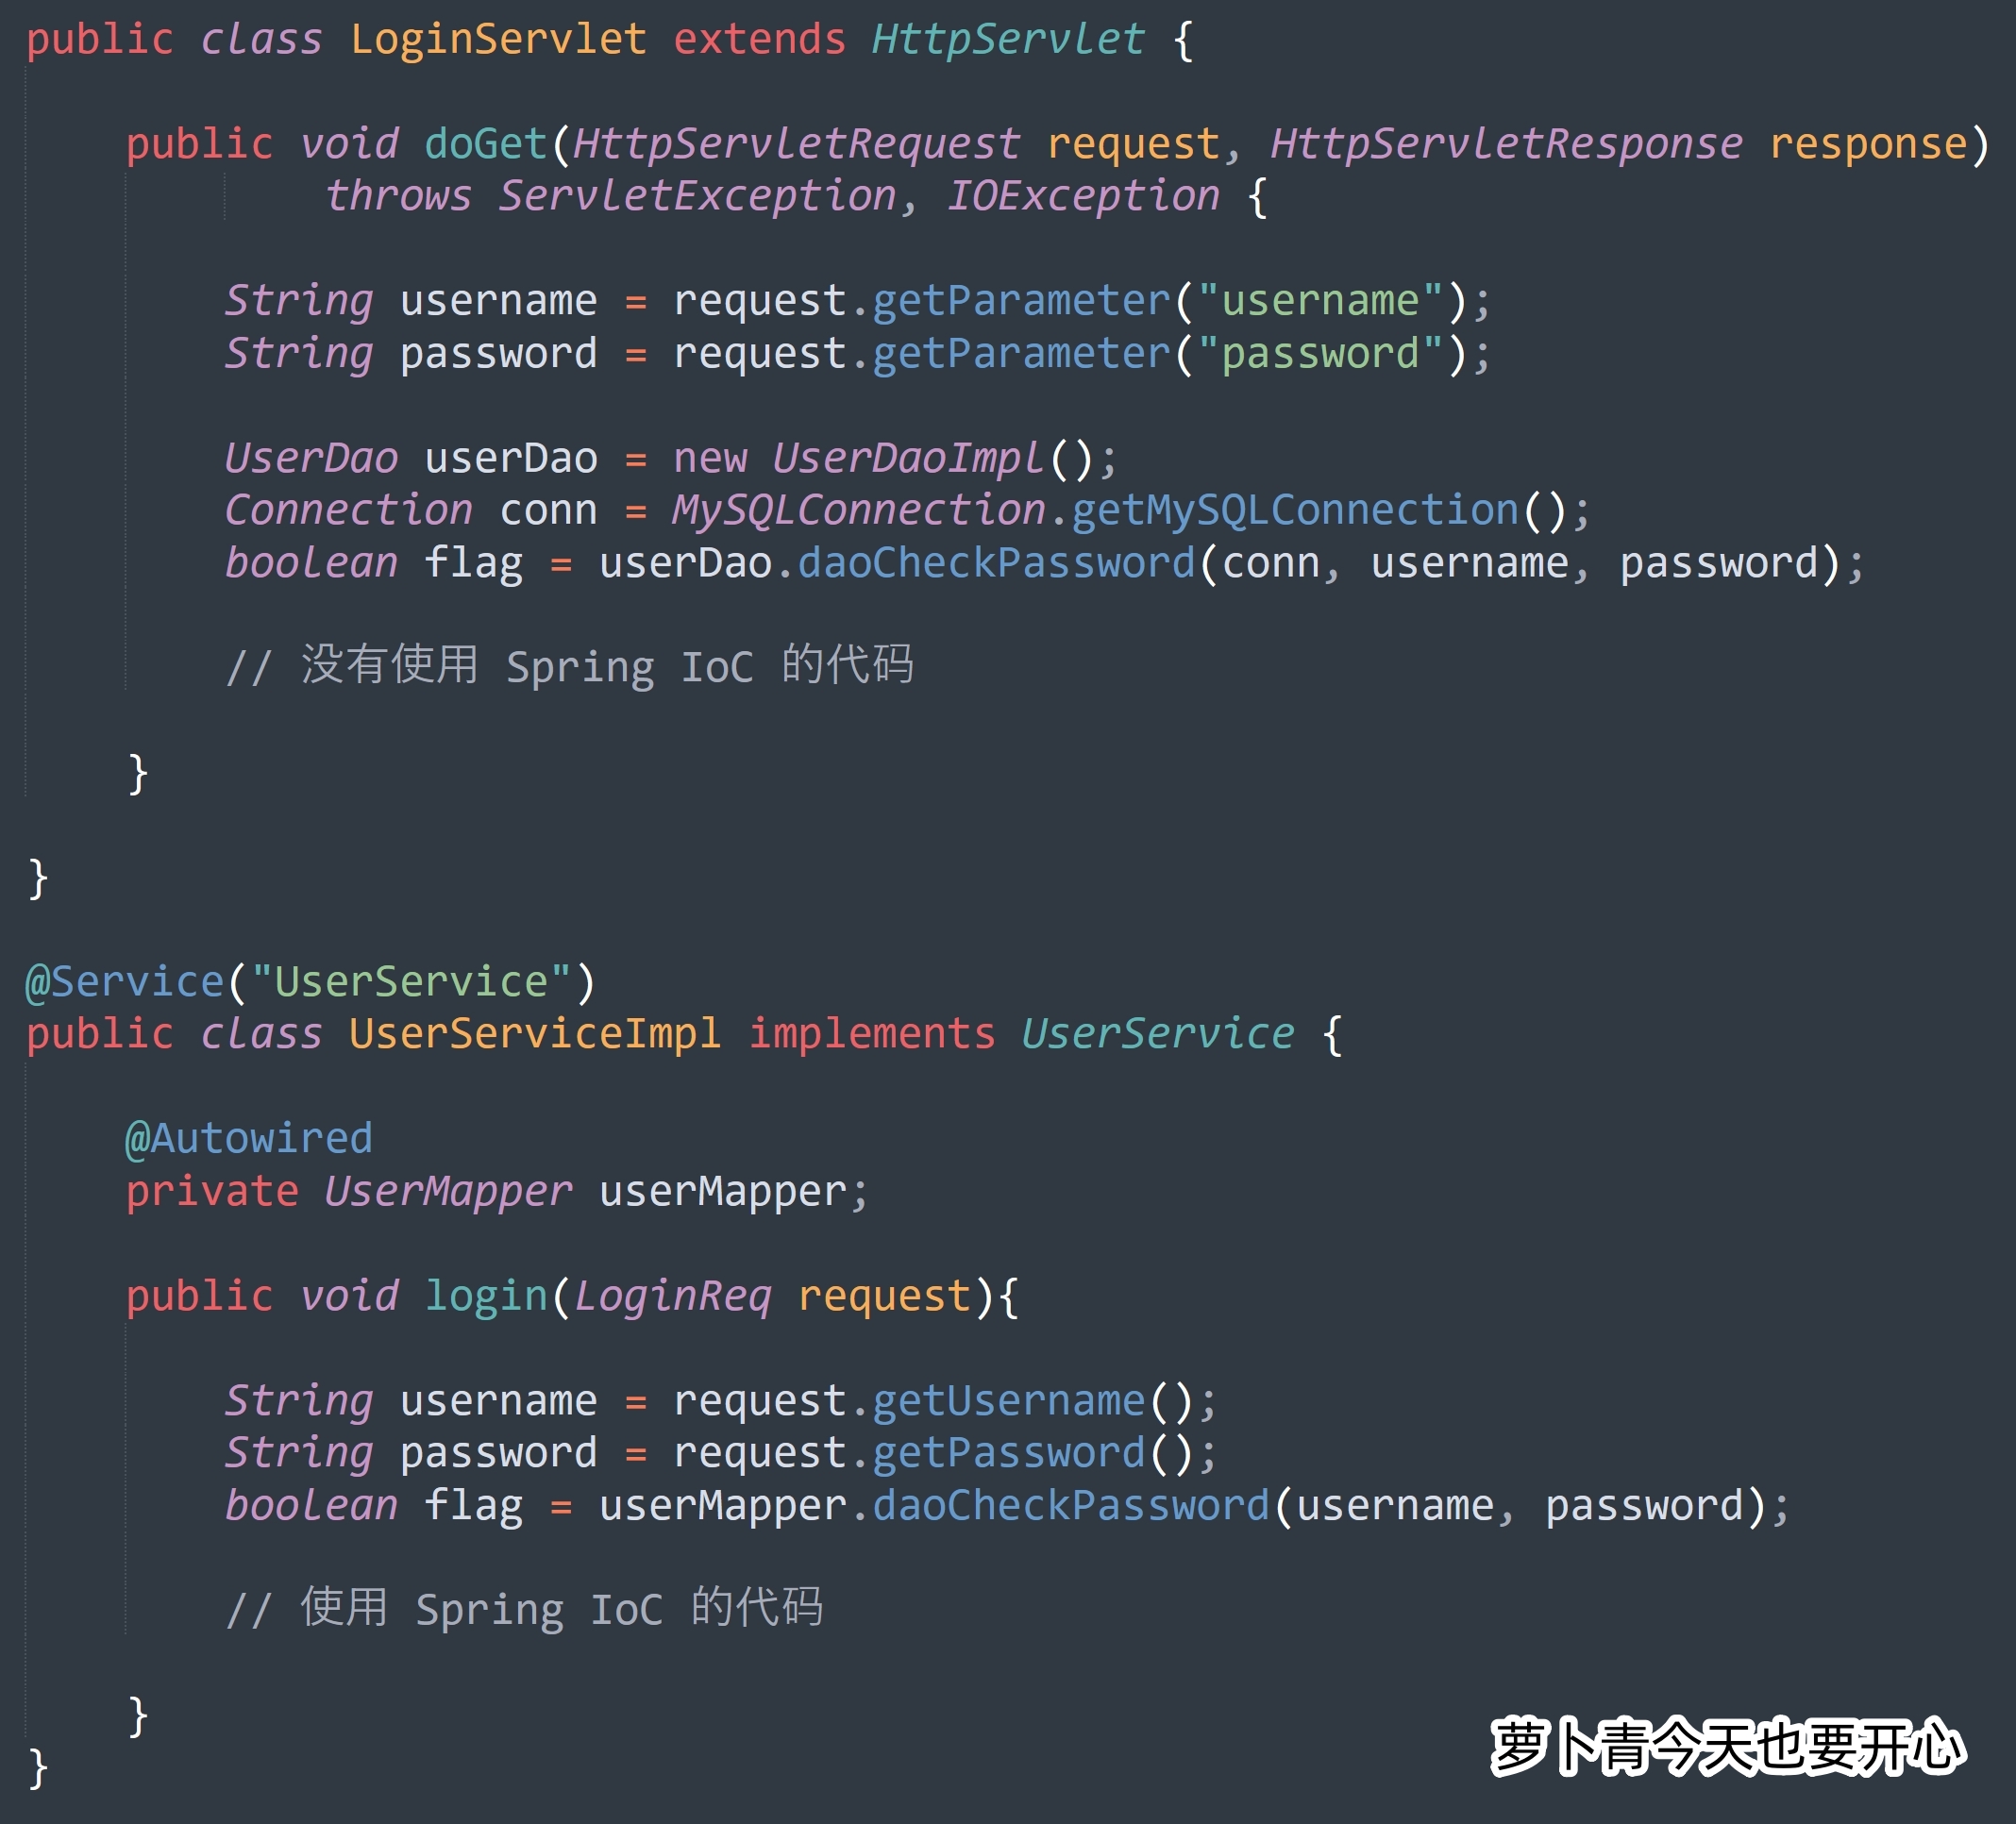 public class LoginServlet extends HttpServlet {
public void doGet(HttpServletRequest request, HttpServletResponse response)
throws ServletException, IOException {
String username = request.getParameter("username");
String password = request.getParameter("password");
UserDao userDao = new UserDaoImpl();
Connection conn = MySQLConnection.getMySQLConnection();
boolean flag = userDao.daoCheckPassword(conn, username, password);
// 没有使用 Spring IoC 的代码
}
}
@Service("UserService")
public class UserServiceImpl implements UserService {
@Autowired
private UserMapper userMapper;
public void login(LoginReq request){
String username = request.getUsername();
String password = request.getPassword();
boolean flag = userMapper.daoCheckPassword(username, password);
// 使用 Spring IoC 的代码
}
}
萝卜青今天也要开心